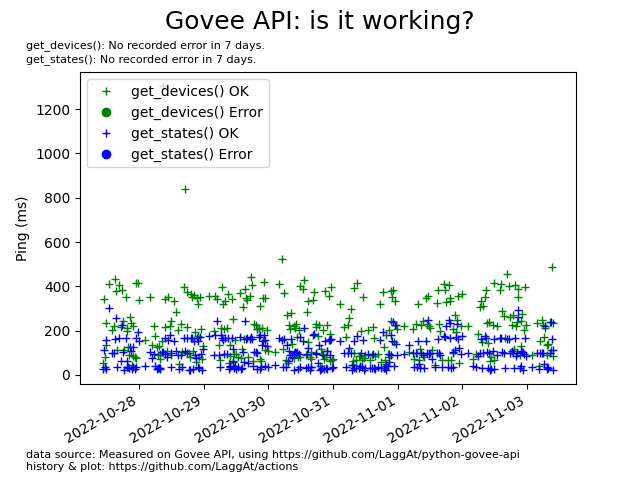 Govee API: is it working?
get_devices(): No recorded error in 7 days.
get_states(): No recorded error in 7 days.
get_devices() OK
get_devices() Error
get_states() OK
get_states() Error
Ping (ms)
1200
1000
800
600
400
200
0
2022-10-28
2022-10-29
2022-10-30
2022-10-31
2022-11-01
2022-11-02
2022-11-03
data source: Measured on Govee API, using https://github.com/LaggAt/python-govee-api
history & plot: https://github.com/LaggAt/actions